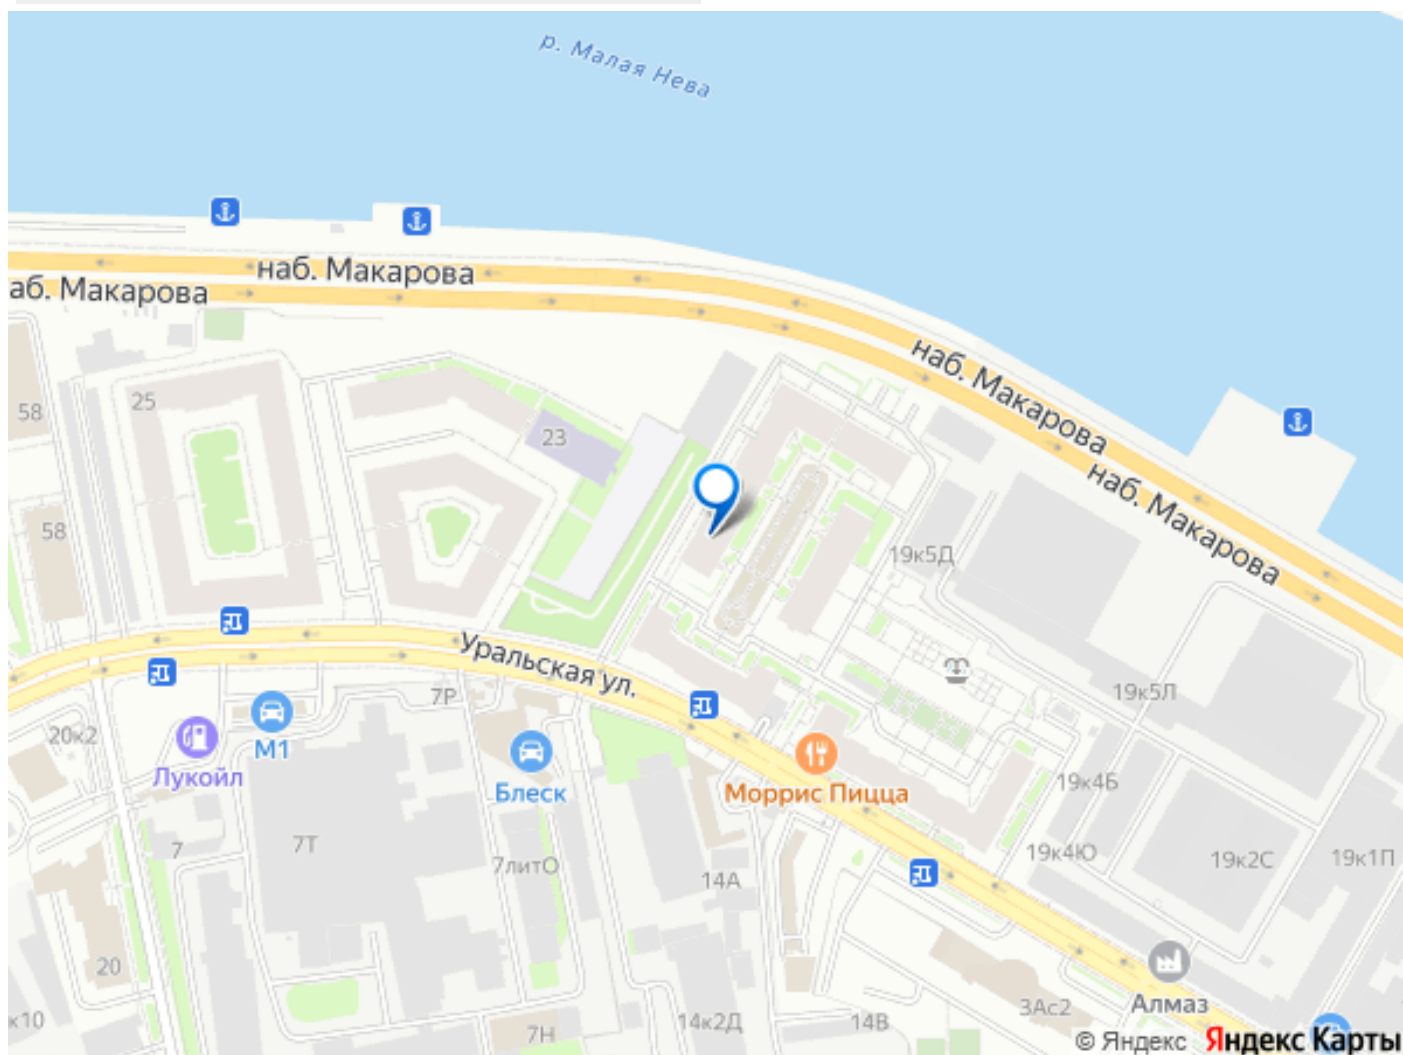 р. Малая Нева
наб. Макарова
аб. Макарова
наб. Макарова
наб. Макарова
58
25
23
58
19к5Д
Уральская ул.
7Р
19к5Л
20к2
М1
Лукойл
Блеск
Моррис Пицца
19к4Б
7
7Т
7литО
14А
19к4Ю
19к2С
19к1П
20
Алмаз
3Ас2
к10
7Н
14к2Д
14В
© Яндекс Яндекс Карты